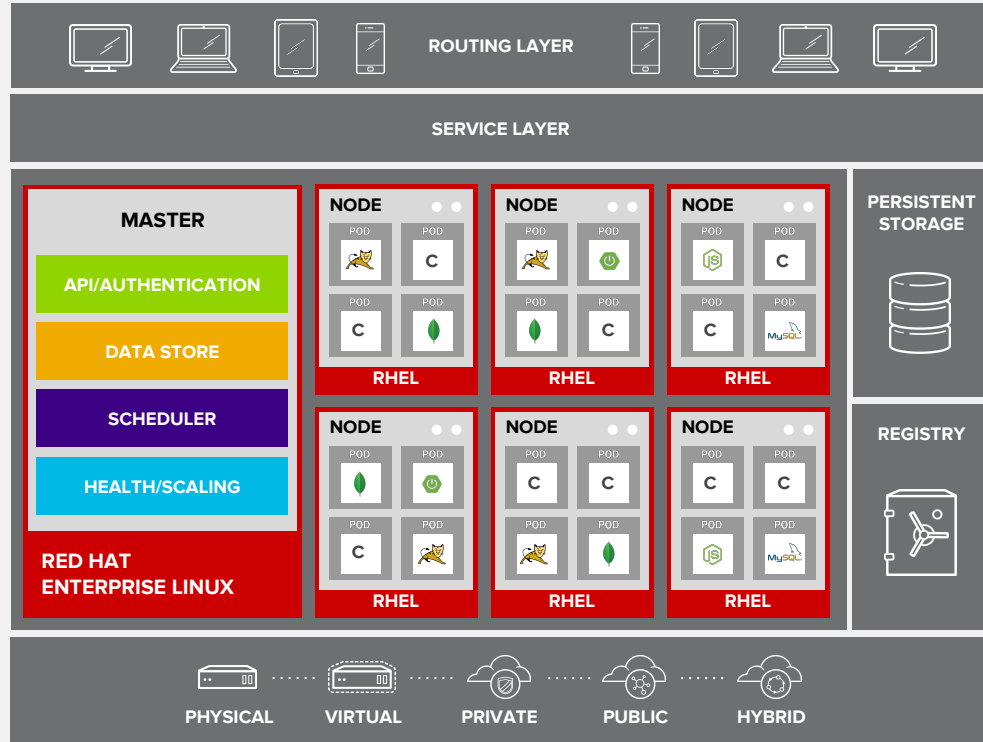 ROUTING LAYER
SERVICE LAYER
MASTER
API/AUTHENTICATION
DATA STORE
SCHEDULER
HEALTH/SCALING
RED HAT
ENTERPRISE LINUX
NODE
POD POD
C
POD POD
C
RHEL
NODE
POD POD
POD POD
C
RHEL
NODE
POD POD
JS C
POD POD
C MySQL
RHEL
NODE
POD POD
POD POD
C
RHEL
NODE
POD POD
C C
POD POD
RHEL
NODE
POD POD
C C
POD POD
JS MySQL
RHEL
PERSISTENT
STORAGE
REGISTRY
PHYSICAL VIRTUAL PRIVATE PUBLIC HYBRID